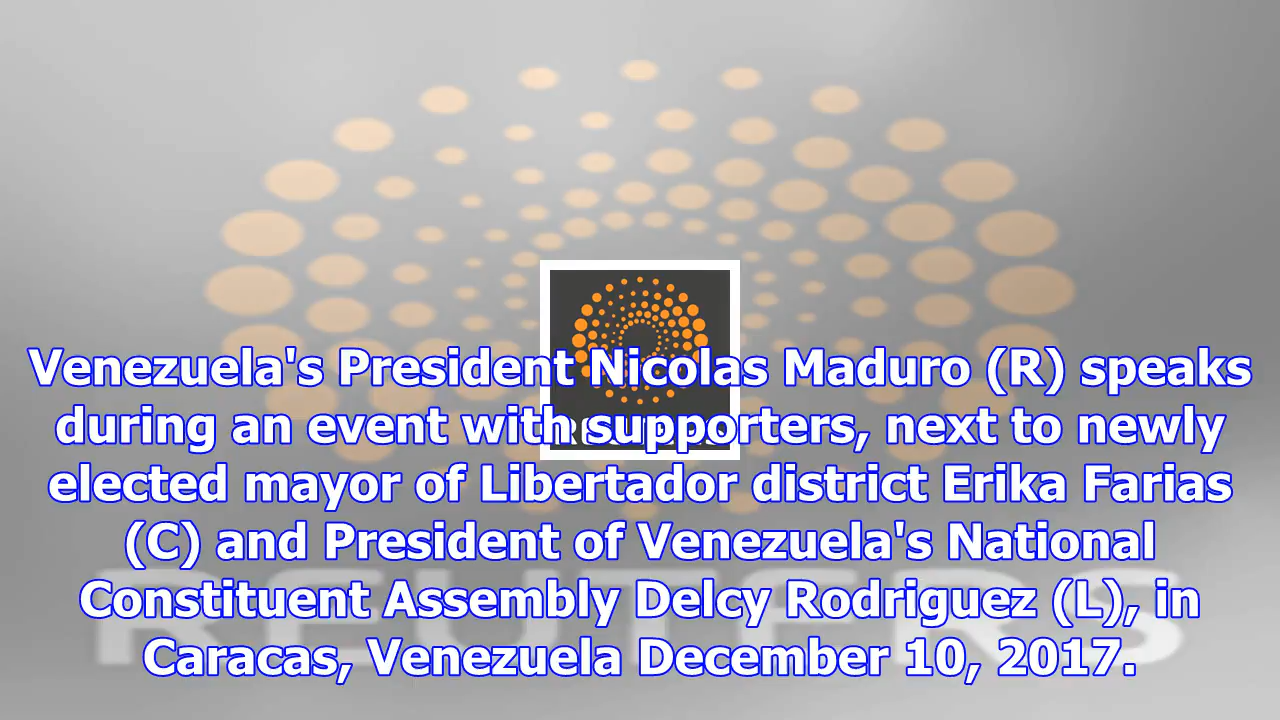 Venezuela's President Nicolas Maduro (R) speaks
during an event with supporters, next to newly
elected mayor of Libertador district Erika Farias
(C) and President of Venezuela's National
Constituent Assembly Delcy Rodriguez (L), in
Caracas, Venezuela December 10, 2017.
REUTERS